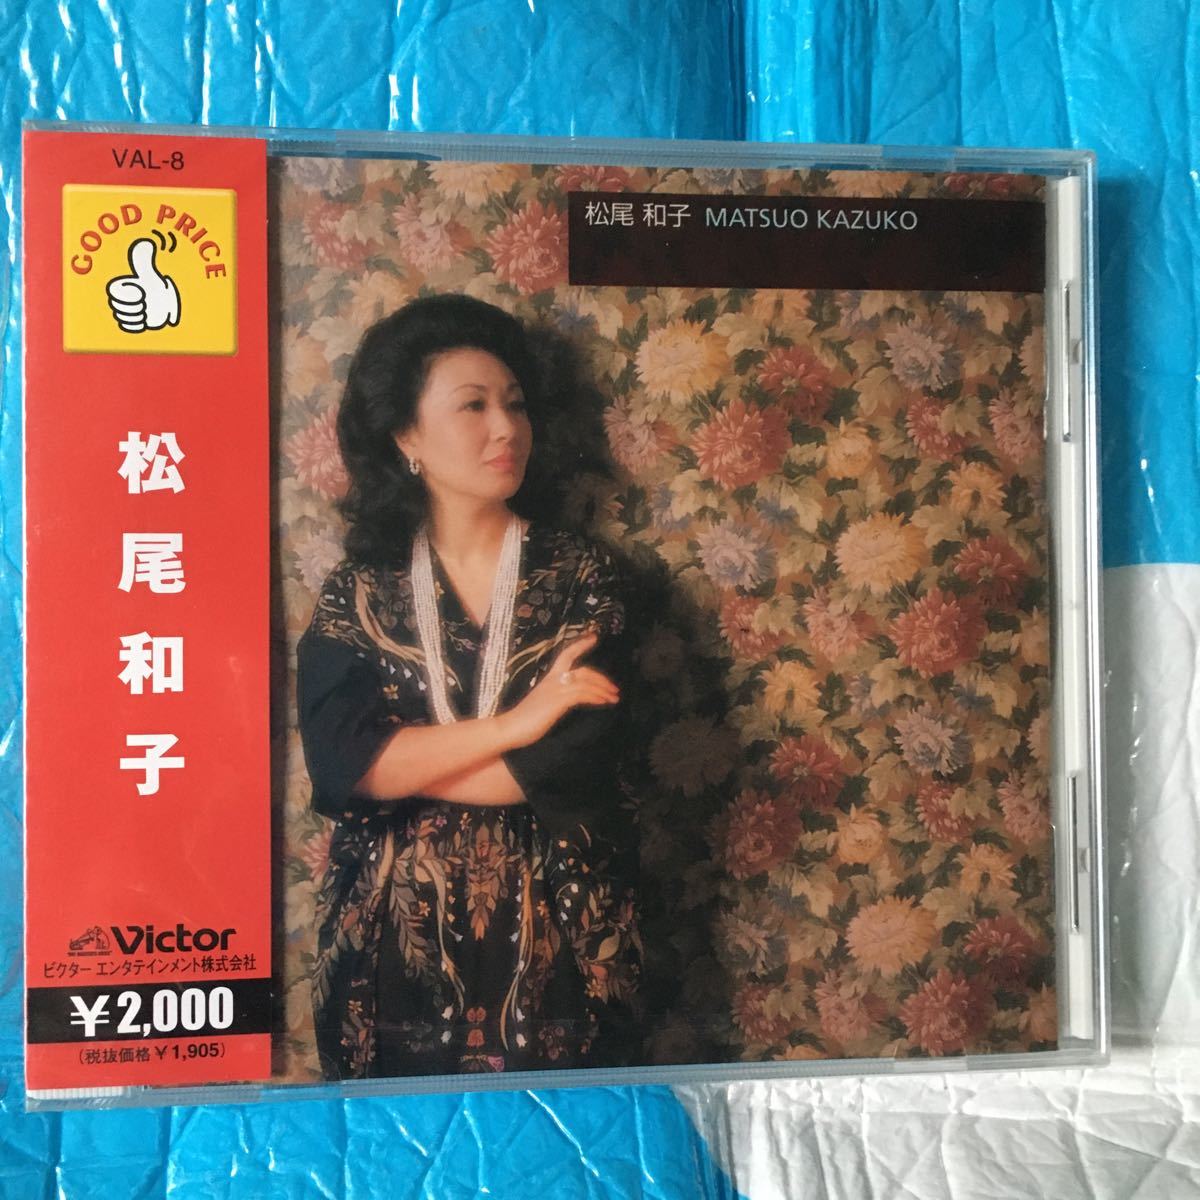 VAL-8
GOOD PRICE
松尾和子
Victor
ビクター エンタテインメント株式会社
¥2,000
(税抜価格¥1,905)
松尾 和子 MATSUO KAZUKO